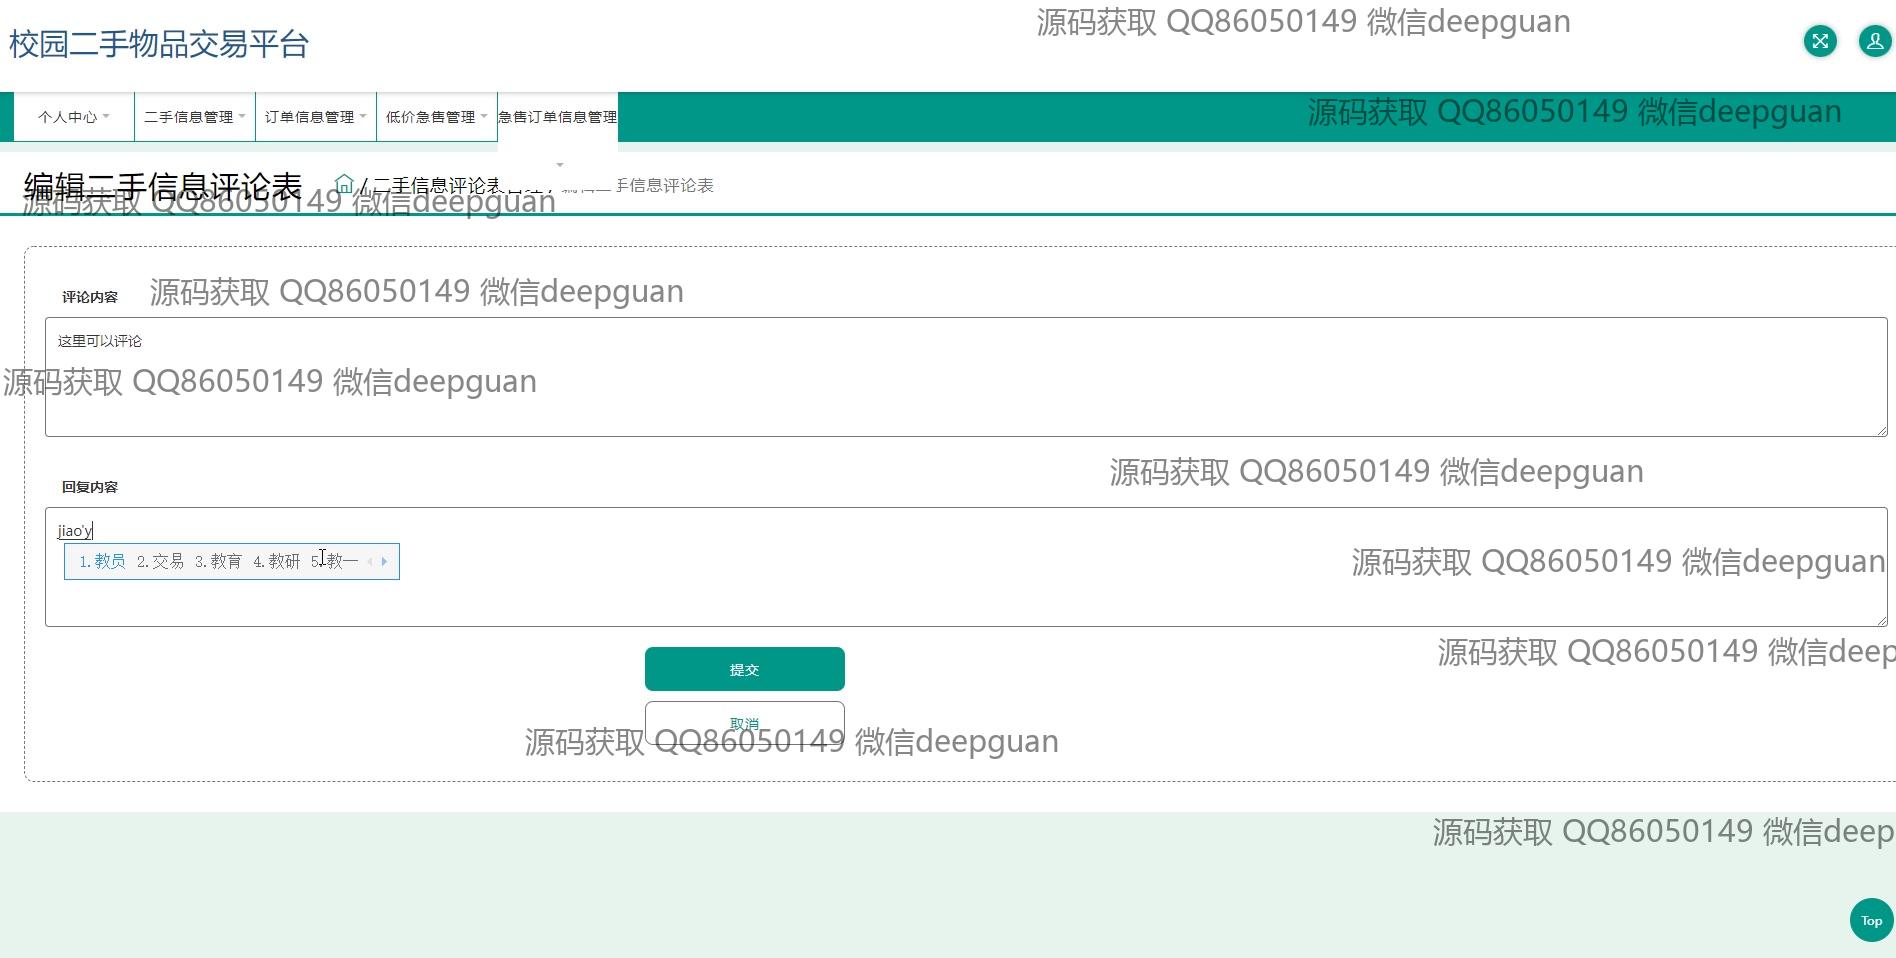 源码获取 QQ86050149 微信deepguan
校园二手物品交易平台
个人中心 二手信息管理 订单信息管理 低价急售管理 急售订单信息管理
源码获取 QQ86050149 微信deepguan
编辑二手信息评论表 / 二手信息评论表管理 / 编辑二手信息评论表
源码获取 QQ86050149 微信deepguan
评论内容
源码获取 QQ86050149 微信deepguan
这里可以评论
源码获取 QQ86050149 微信deepguan
源码获取 QQ86050149 微信deepguan
回复内容
jiao'y
1.教员 2.交易 3.教育 4.教研 5.教一
源码获取 QQ86050149 微信deepguan
源码获取 QQ86050149 微信deep
提交
取消
源码获取 QQ86050149 微信deepguan
源码获取 QQ86050149 微信deep
Top